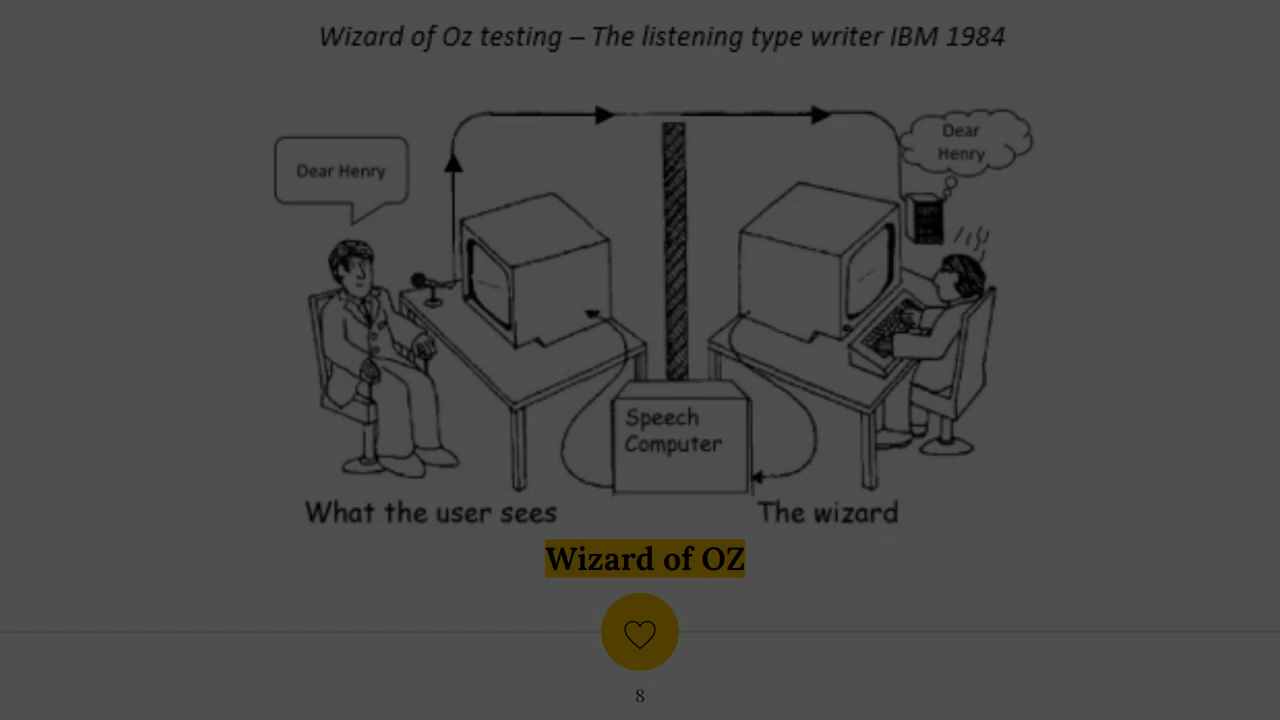 Wizard of Oz testing – The listening type writer IBM 1984
Dear Henry
Dear
Henry
Speech
Computer
What the user sees
The wizard
Wizard of OZ
8